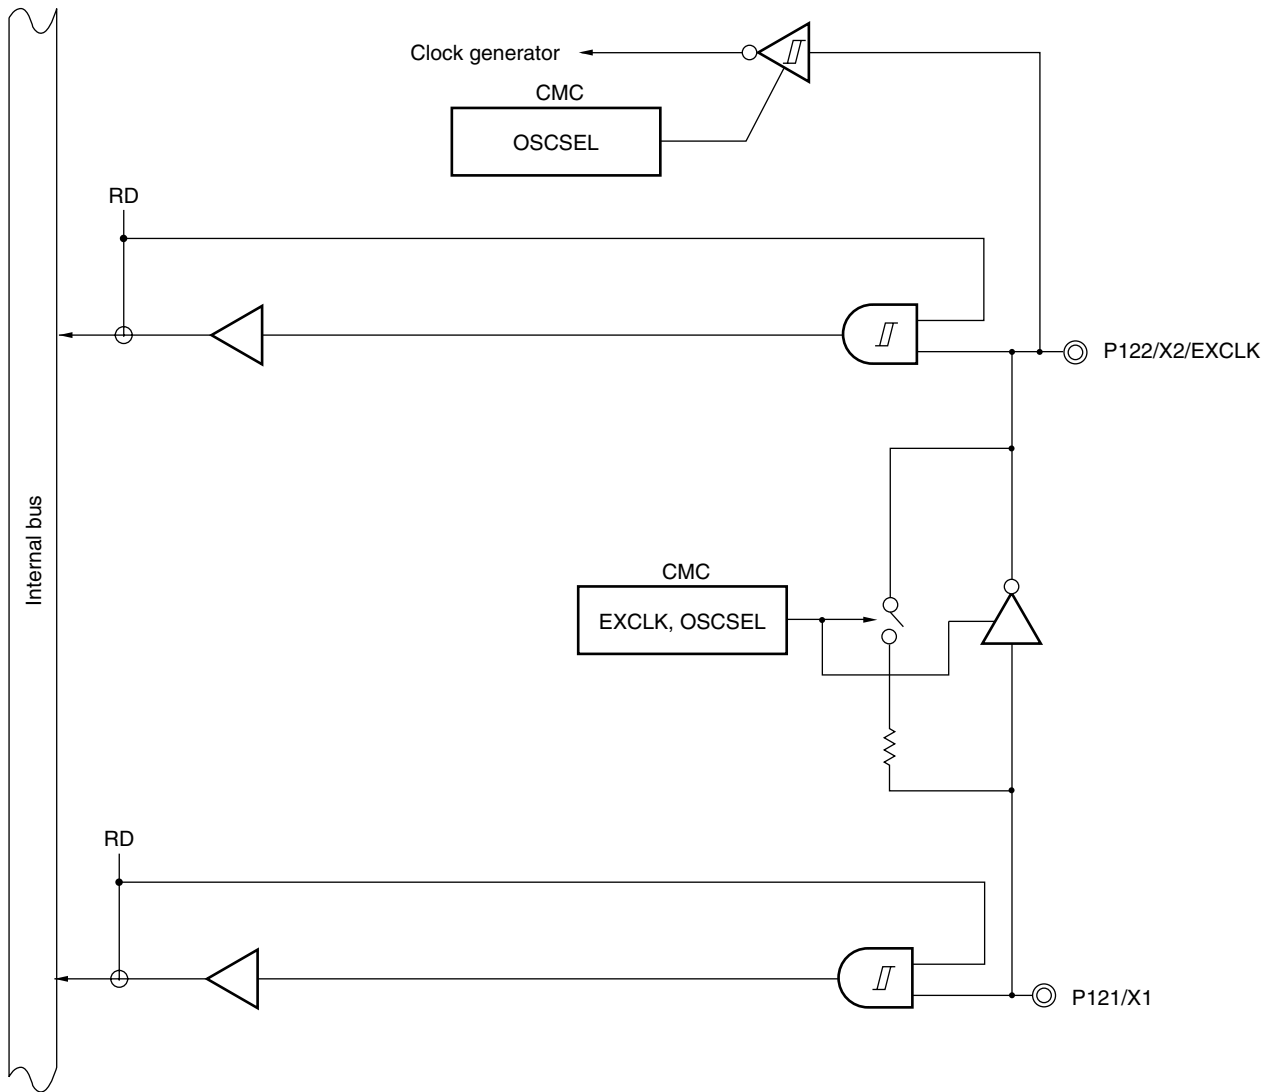 Clock generator
CMC
OSCSEL
RD
P122/X2/EXCLK
Internal bus
CMC
EXCLK, OSCSEL
RD
P121/X1